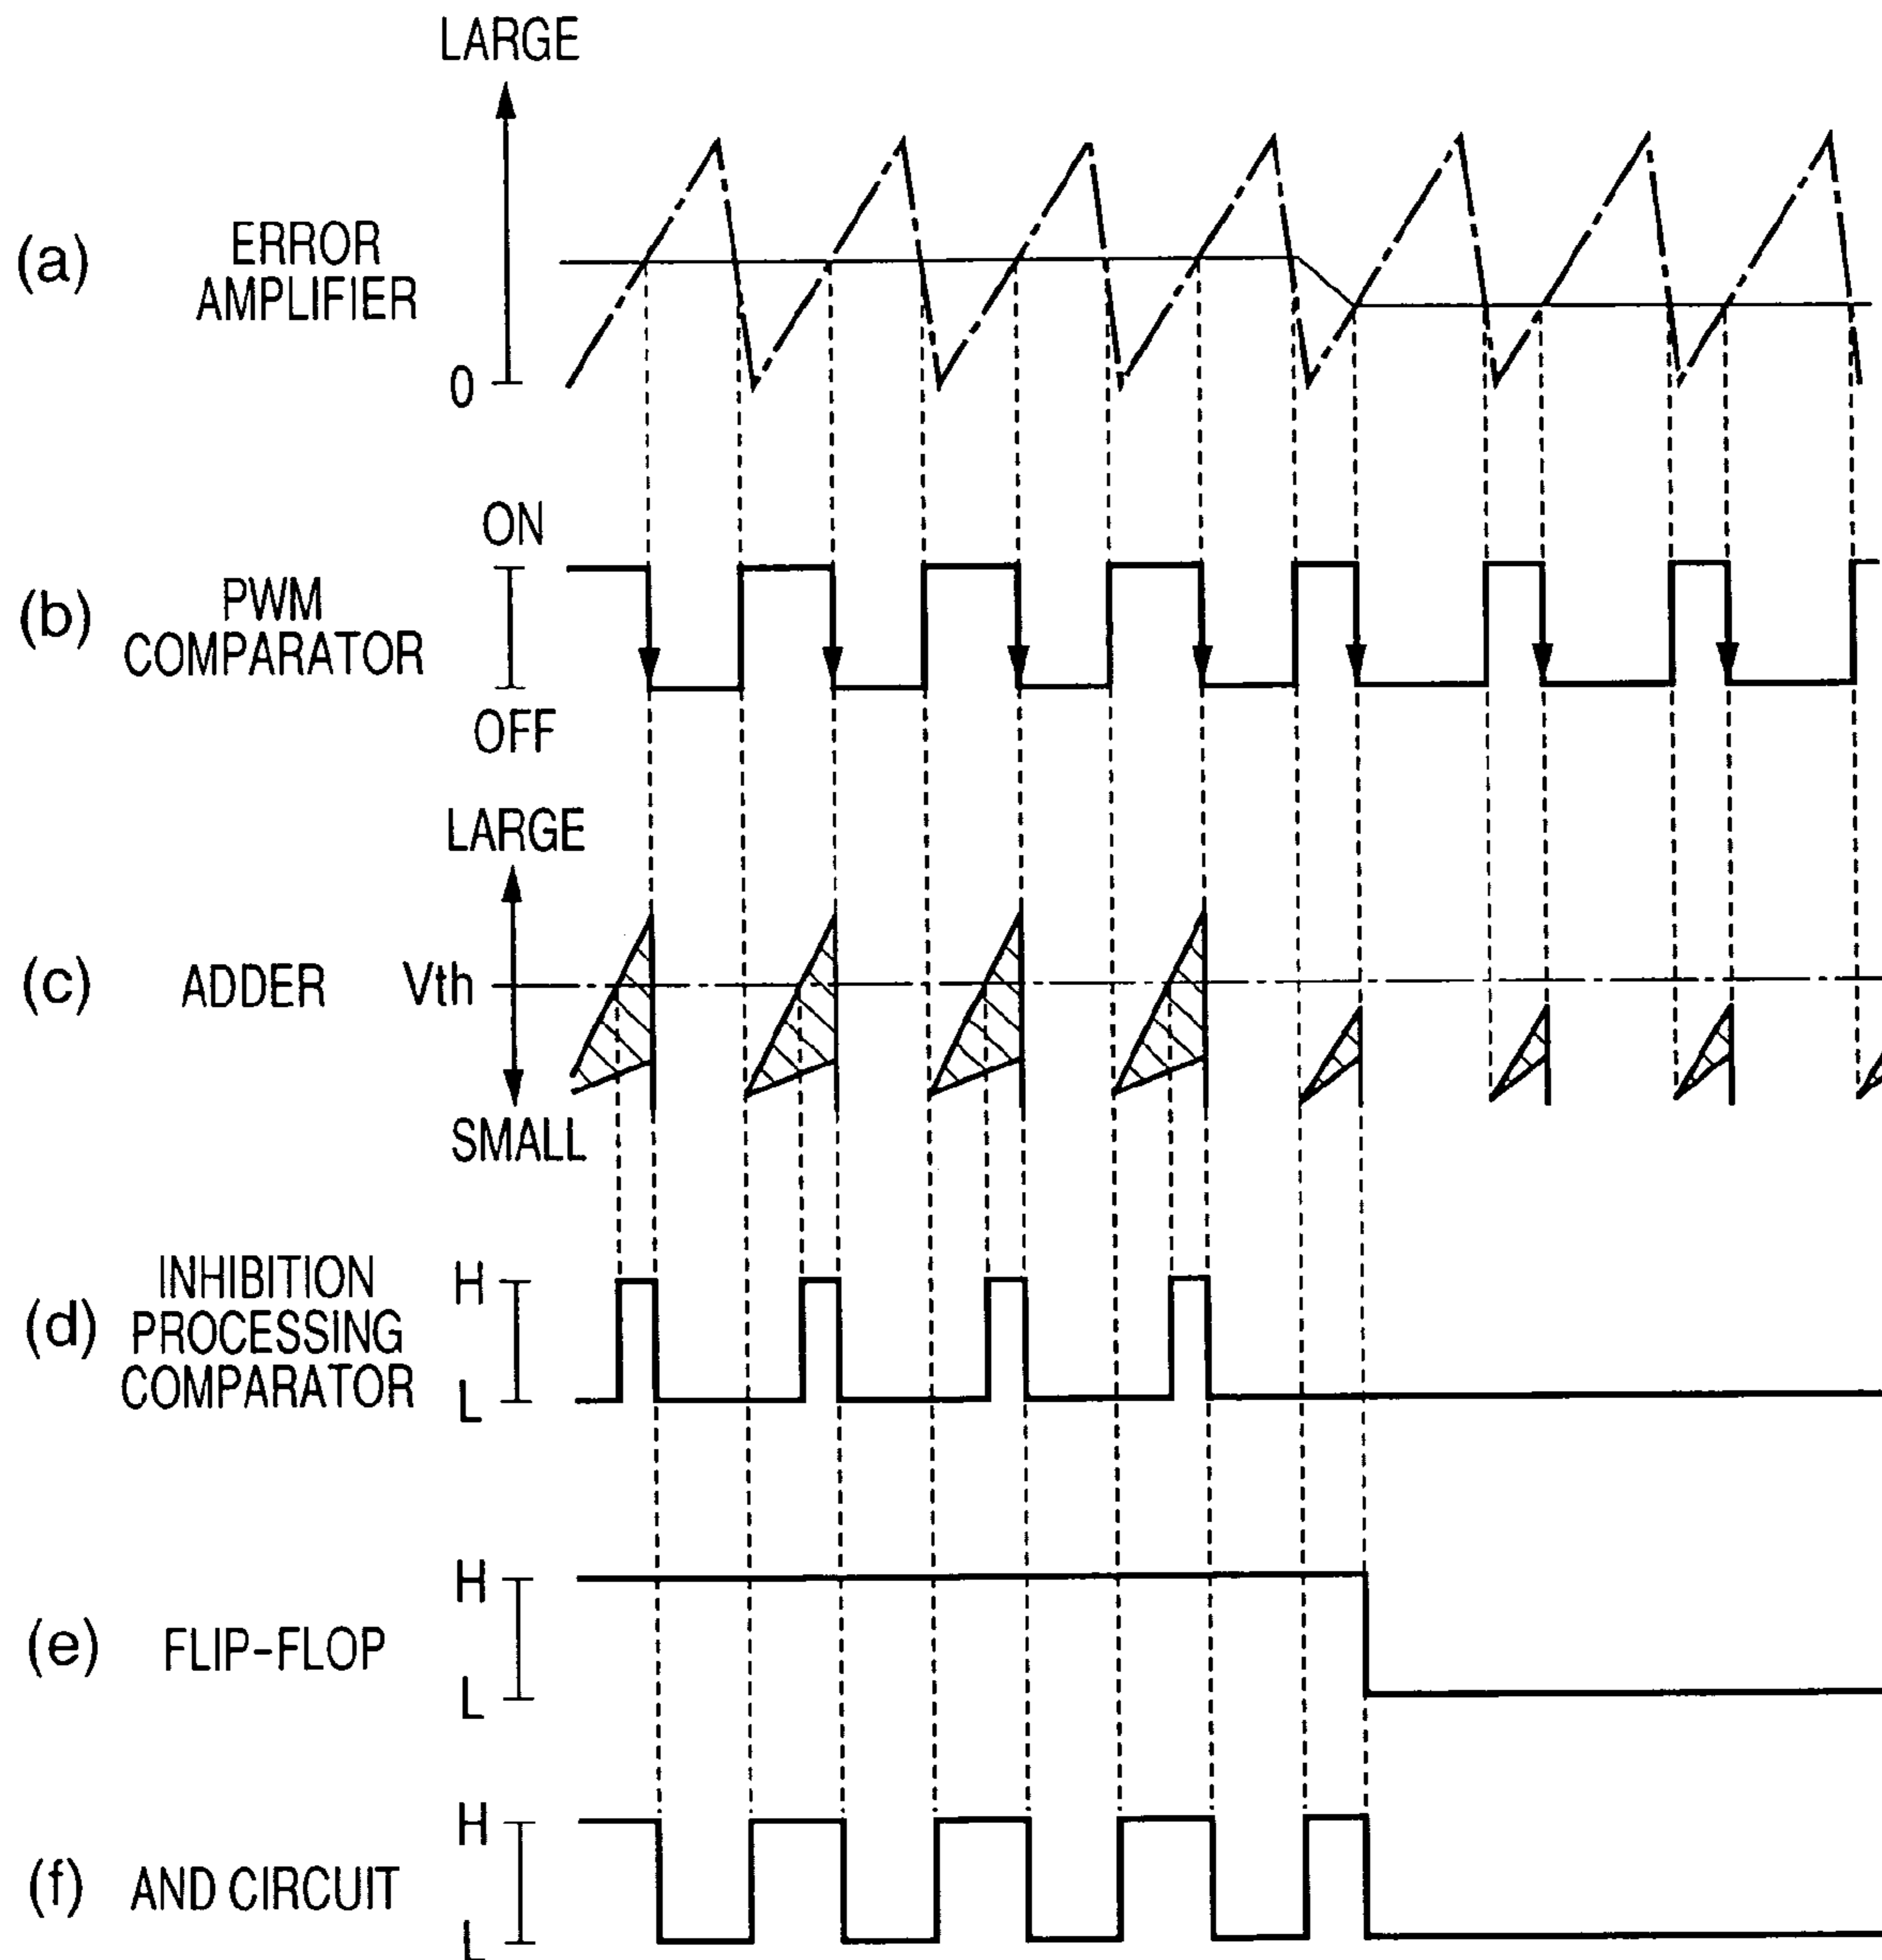 LARGE
(a) ERROR
AMPLIFIER
0
ON
(b) PWM
COMPARATOR
OFF
LARGE
(c) ADDER Vth
SMALL
INHIBITION H
(d) PROCESSING
COMPARATOR L
H
(e) FLIP-FLOP
L
H
(f) AND CIRCUIT
L